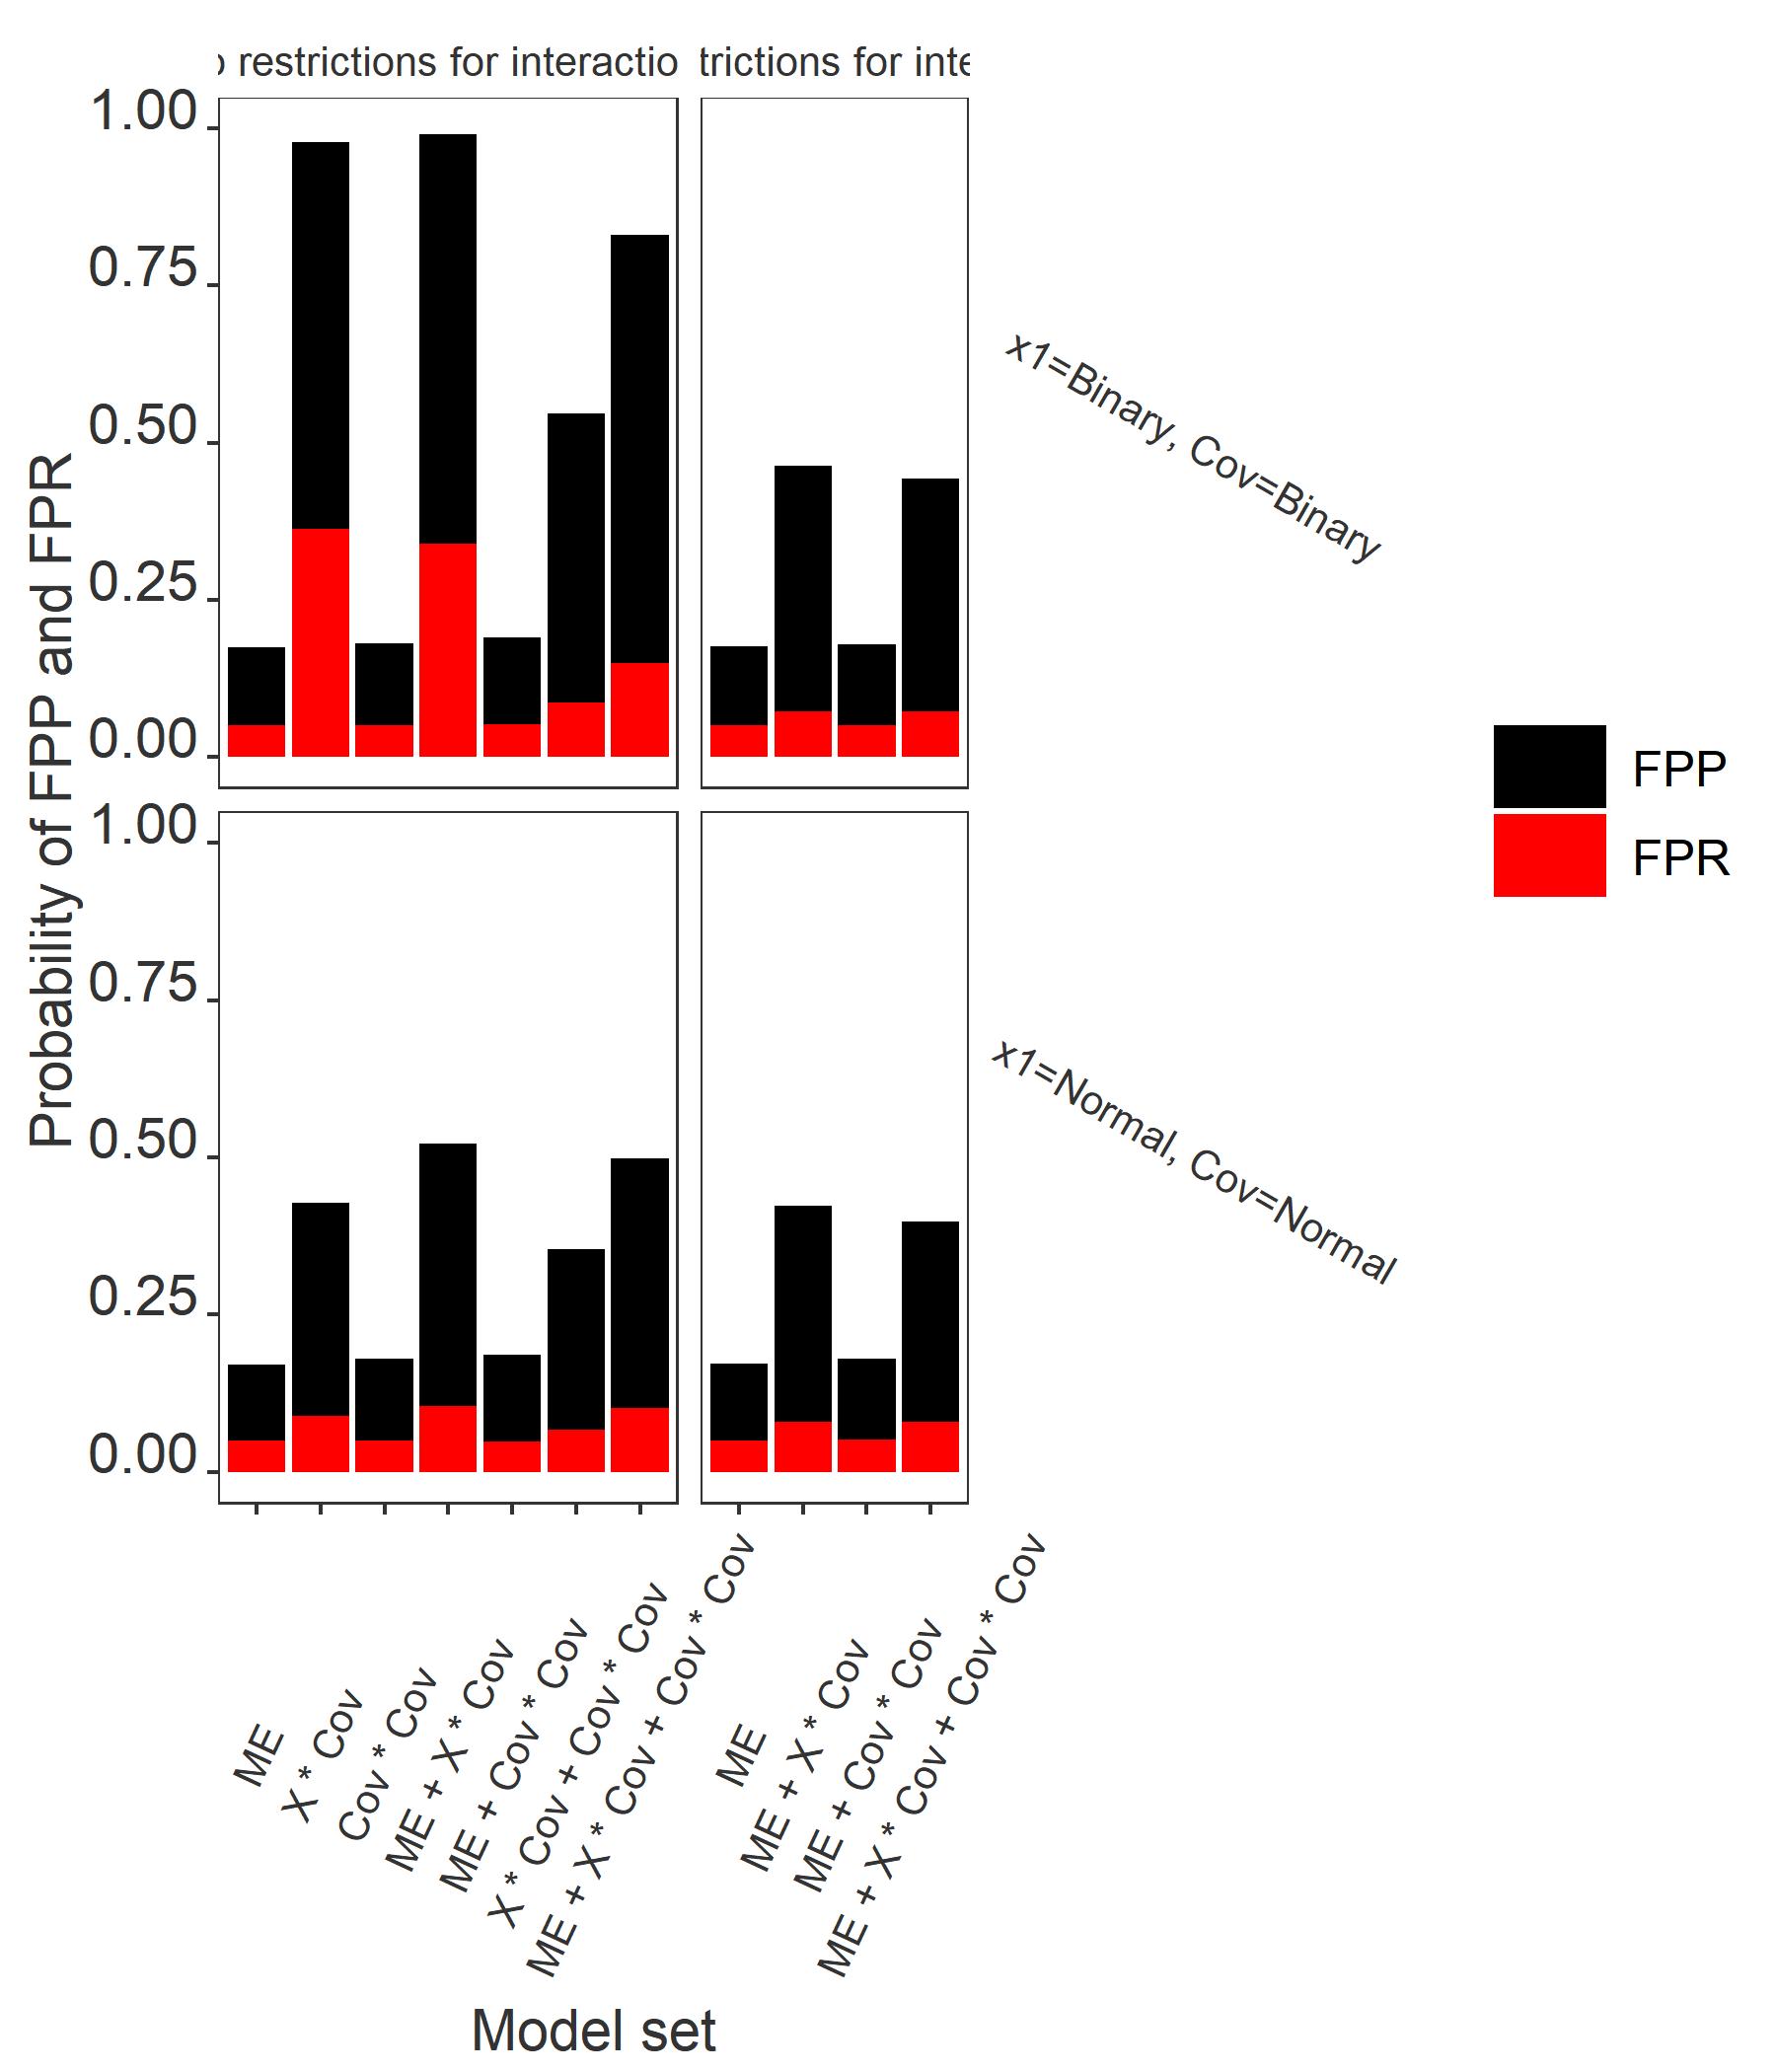 restrictions for interactio
trictions for inte
Probability of FPP and FPR
1.00
0.75
0.50
0.25
0.00
x1=Binary, Cov=Binary
1.00
0.75
0.50
0.25
0.00
x1=Normal, Cov=Normal
FPP
FPR
ME
X * Cov
Cov * Cov
ME + X * Cov
ME + Cov * Cov
X * Cov + Cov * Cov
ME + X * Cov + Cov * Cov
ME
ME + X * Cov
ME + Cov * Cov
ME + X * Cov + Cov * Cov
Model set